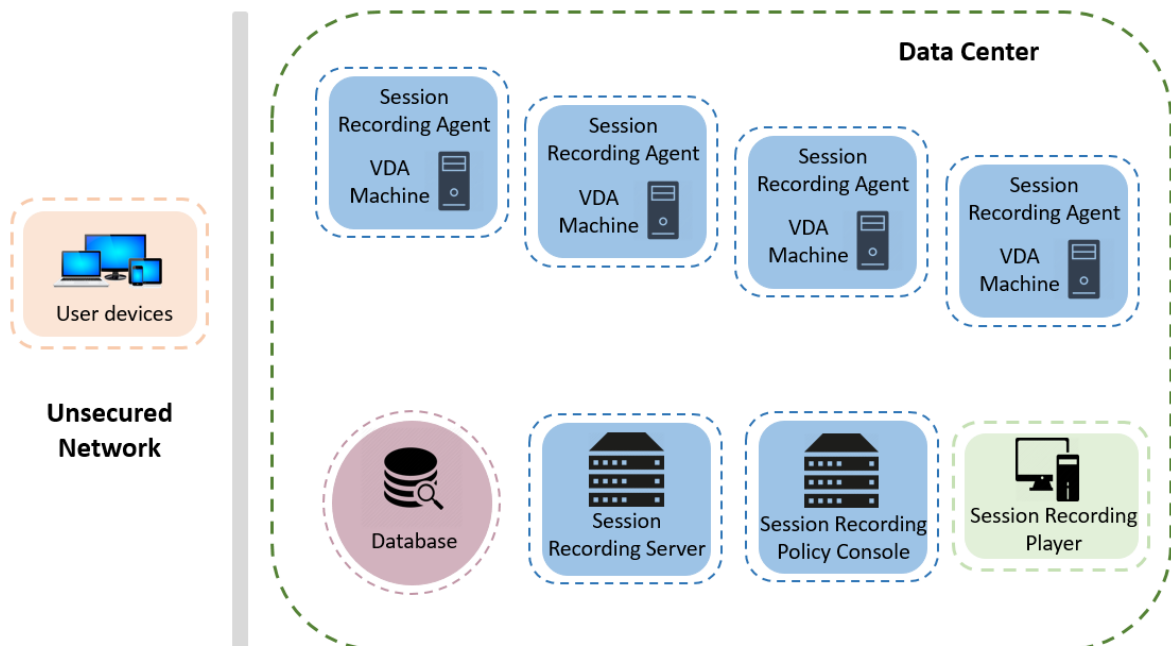 Data Center
Session
Recording Agent
VDA
Machine
Session
Recording Agent
VDA
Machine
Session
Recording Agent
VDA
Machine
Session
Recording Agent
VDA
Machine
User devices
Unsecured
Network
Database
Session
Recording Server
Session Recording
Policy Console
Session Recording
Player